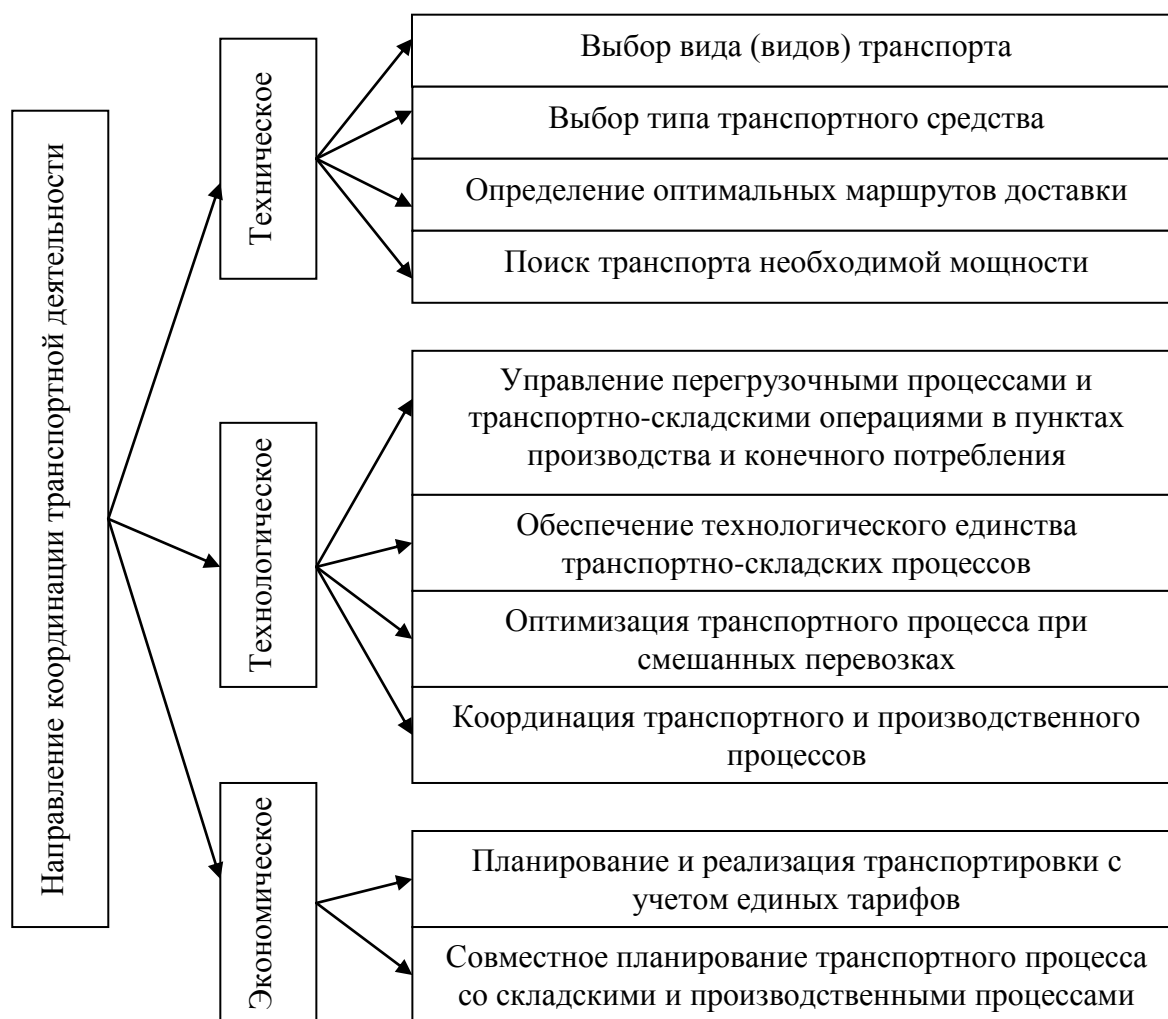 Направление координации транспортной деятельности
Техническое
Выбор вида (видов) транспорта
Выбор типа транспортного средства
Определение оптимальных маршрутов доставки
Поиск транспорта необходимой мощности
Технологическое
Управление перегрузочными процессами и
транспортно-складскими операциями в пунктах
производства и конечного потребления
Обеспечение технологического единства
транспортно-складских процессов
Оптимизация транспортного процесса при
смешанных перевозках
Координация транспортного и производственного
процессов
Экономическое
Планирование и реализация транспортировки с
учетом единых тарифов
Совместное планирование транспортного процесса
со складскими и производственными процессами